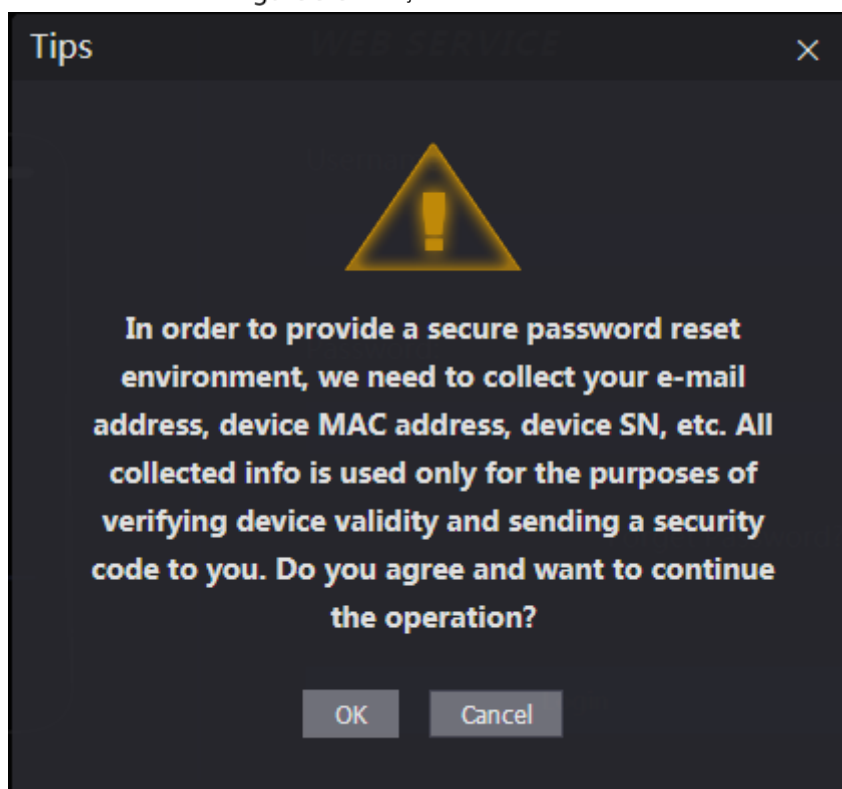 Tips
WEB SERVICE
In order to provide a secure password reset
environment, we need to collect your e-mail
address, device MAC address, device SN, etc. All
collected info is used only for the purposes of
verifying device validity and sending a security
code to you. Do you agree and want to continue
the operation?
OK
Cancel